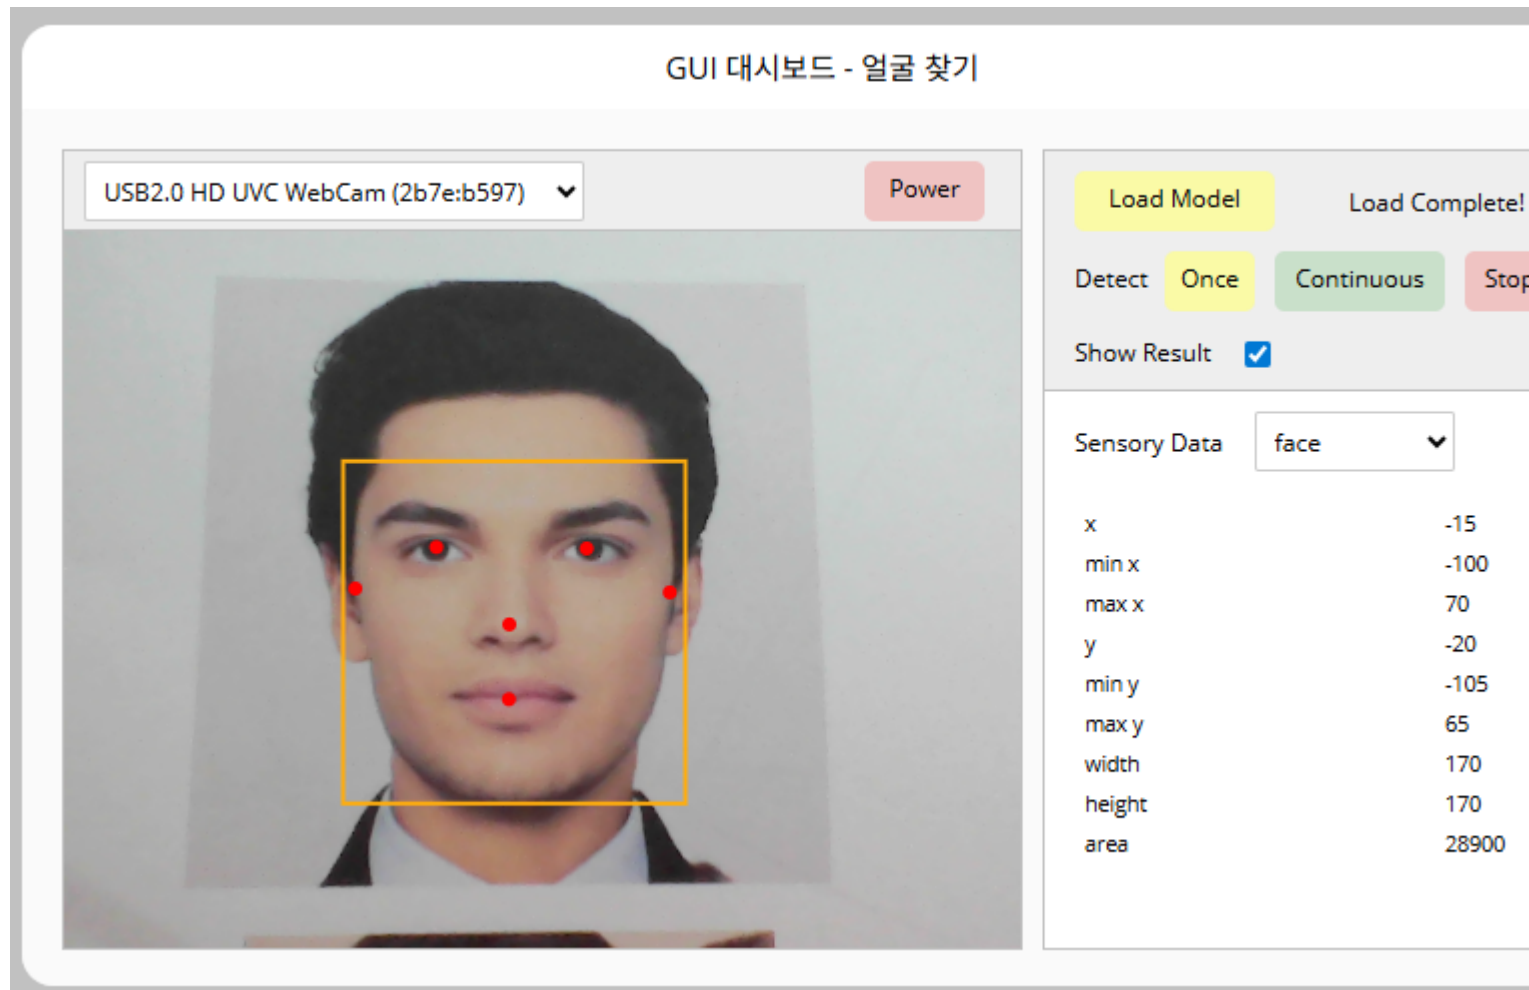 GUI 대시보드 - 얼굴 찾기
USB2.0 HD UVC WebCam (2b7e:b597)
Power
Load Model
Load Complete!
Detect
Once
Continuous
Stop
Show Result
Sensory Data
face
x -15
min x -100
max x 70
y -20
min y -105
max y 65
width 170
height 170
area 28900